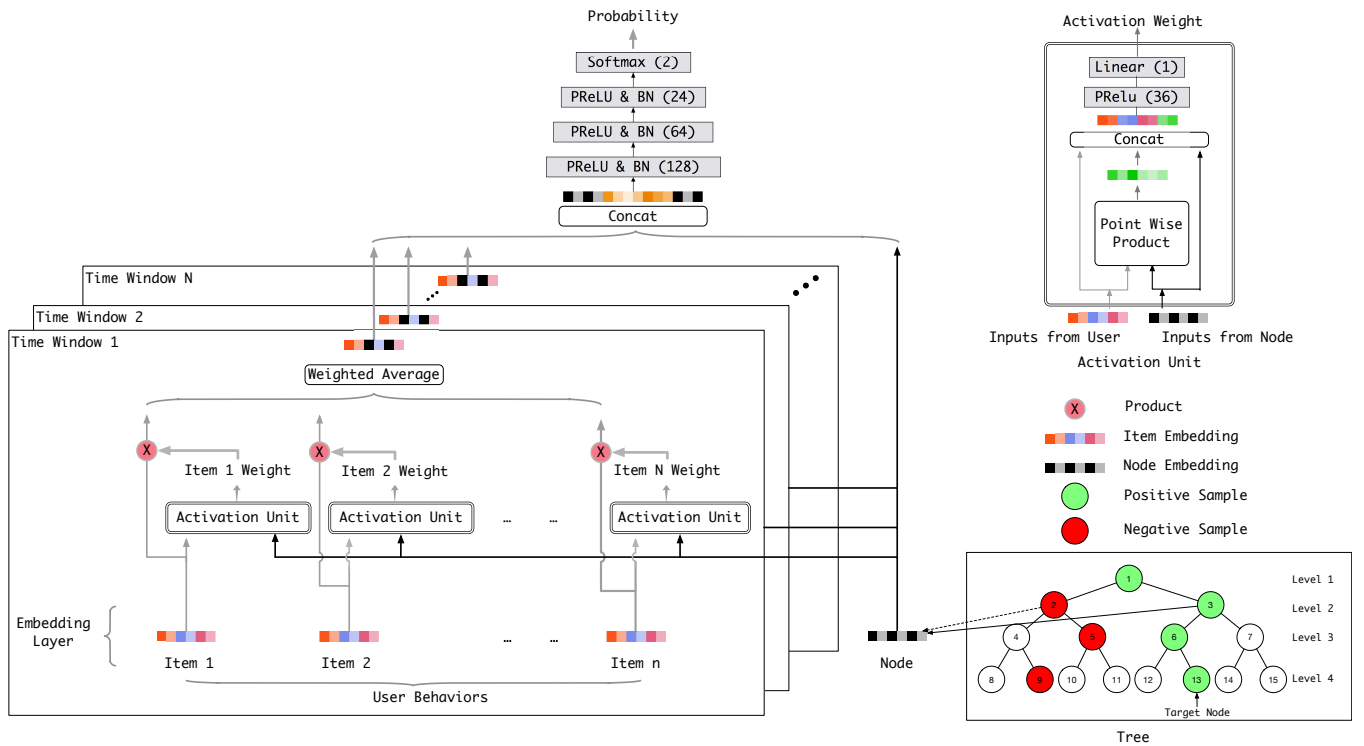 Probability
Softmax (2)
PReLU & BN (24)
PReLU & BN (64)
PReLU & BN (128)
Concat
Time Window N
Time Window 2
Time Window 1
Weighted Average
X
X
X
Item 1 Weight
Item 2 Weight
Item N Weight
Activation Unit
Activation Unit
… …
Activation Unit
Embedding
Layer
… …
Item 1
Item 2
Item n
User Behaviors
Node
Activation Weight
Linear (1)
PRelu (36)
Concat
Point Wise
Product
Inputs from User
Inputs from Node
Activation Unit
X
Product
Item Embedding
Node Embedding
Positive Sample
Negative Sample
1
Level 1
2
3
Level 2
4
5
6
7
Level 3
8
9
10
11
12
13
14
15
Level 4
Target Node
Tree